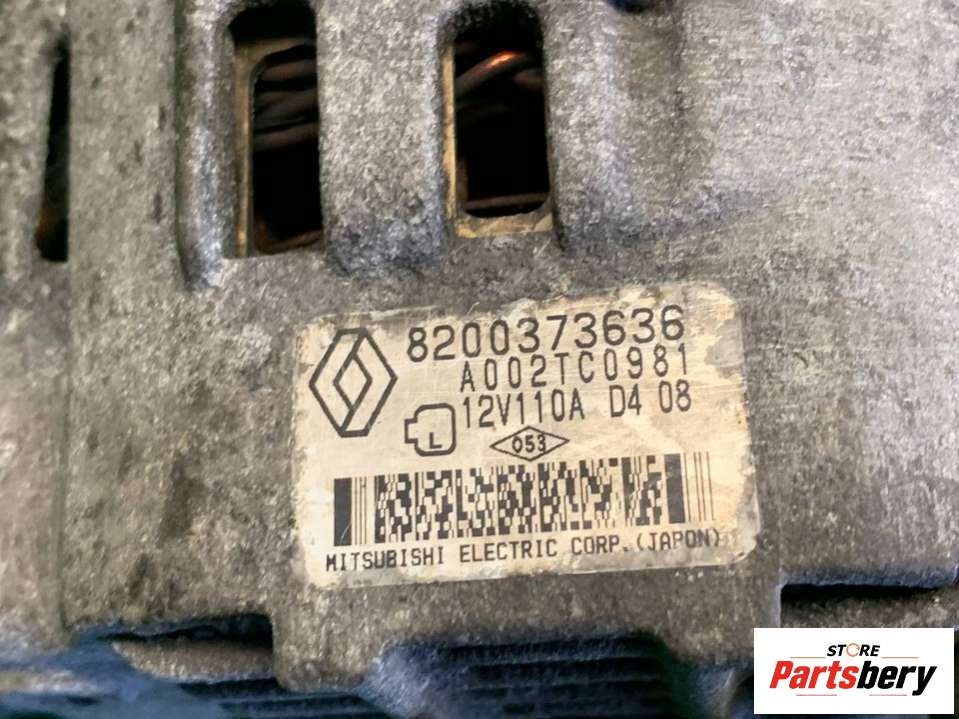 8200373636
A002TC0981
12V110A D4 08
L
053
MITSUBISHI ELECTRIC CORP.(JAPON)
STORE
Partsbery